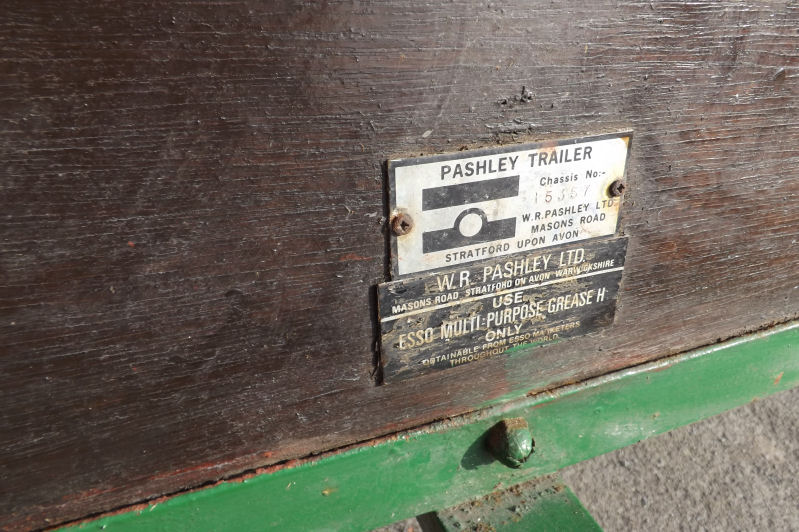 PASHLEY TRAILER
Chassis No:-
W.R.PASHLEY LTD.
MASONS ROAD
STRATFORD UPON AVON
W.R. PASHLEY LTD.
MASONS ROAD STRATFORD ON AVON WARWICKSHIRE
USE
ESSO MULTI-PURPOSE GREASE H
ONLY
OBTAINABLE FROM ESSO MARKETERS
THROUGHOUT THE WORLD